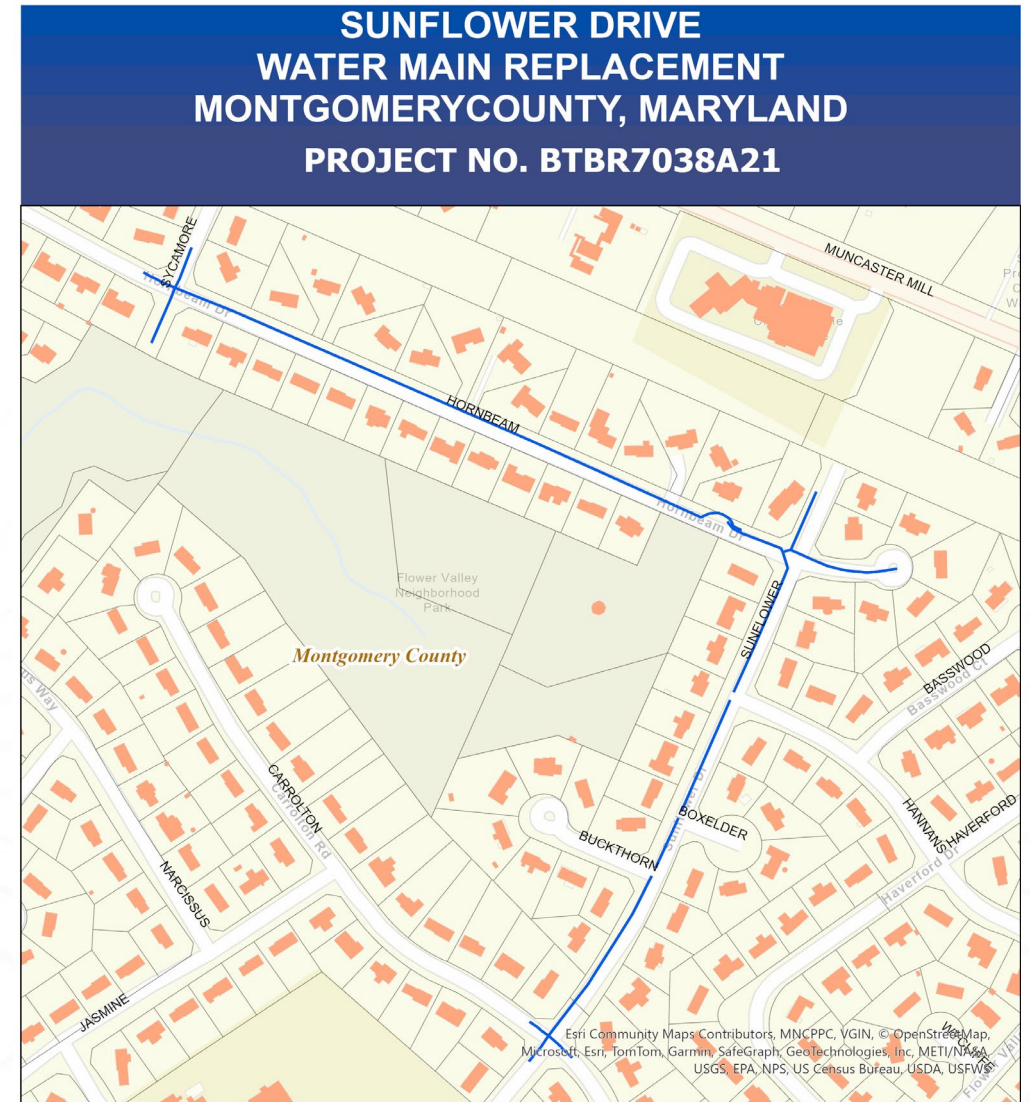 SUNFLOWER DRIVE
WATER MAIN REPLACEMENT
MONTGOMERYCOUNTY, MARYLAND
PROJECT NO. BTBR7038A21
SYCAMORE
Hornbeam Dr
MUNCASTER MILL
HORNBEAM
Hornbeam Dr
Flower Valley
Neighborhood
Park
SUNFLOWER
Montgomery County
BASSWOOD
Basswood Ct
CARROLTON
Carrolton Rd
Sunflower Dr
BOXELDER
BUCKTHORN
HANNANS
HAVERFORD
Haverford Dr
NARCISSUS
JASMINE
Esri Community Maps Contributors, MNCPPC, VGIN, © OpenStreetMap,
Microsoft, Esri, TomTom, Garmin, SafeGraph, GeoTechnologies, Inc, METI/NASA,
USGS, EPA, NPS, US Census Bureau, USDA, USFWS